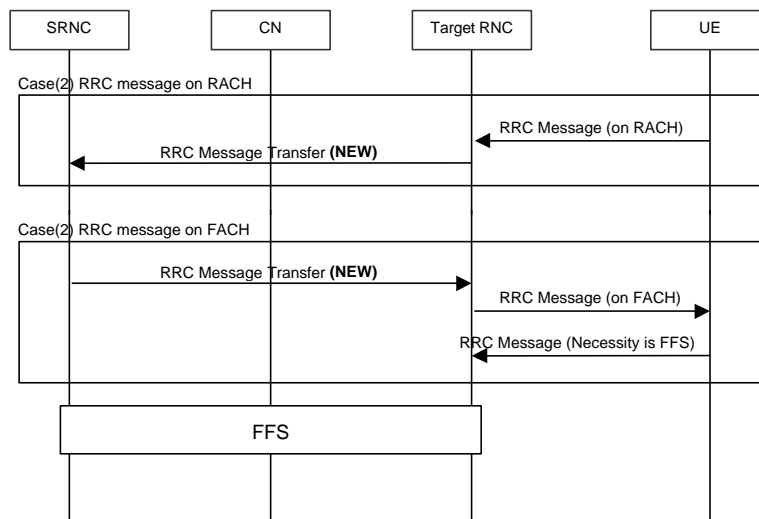 SRNC
CN
Target RNC
UE
Case(2) RRC message on RACH
RRC Message (on RACH)
RRC Message Transfer (NEW)
Case(2) RRC message on FACH
RRC Message Transfer (NEW)
RRC Message (on FACH)
RRC Message (Necessity is FFS)
FFS